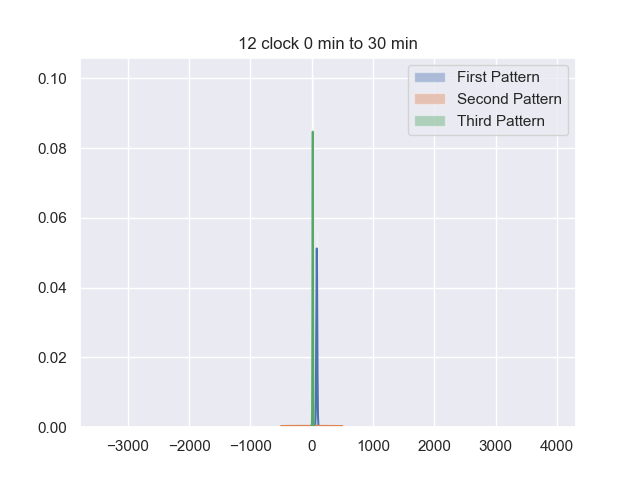 12 clock 0 min to 30 min
First Pattern
Second Pattern
Third Pattern
0.10
0.08
0.06
0.04
0.02
0.00
−3000 −2000 −1000 0 1000 2000 3000 4000